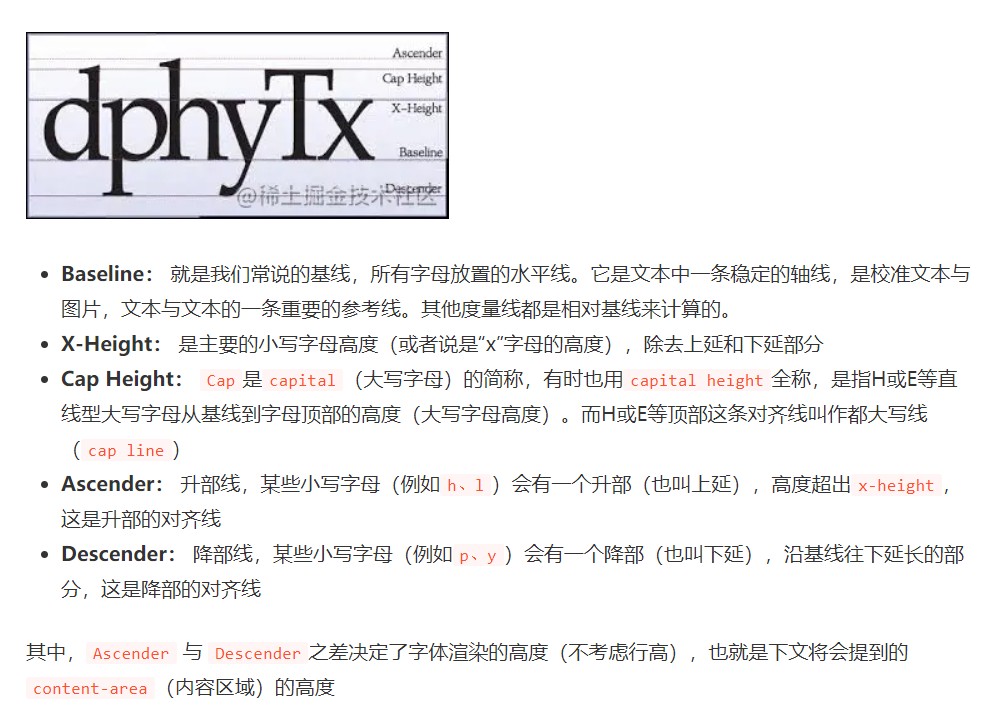 Ascender
Cap Height
dphyTx
X-Height
Baseline
Descender
@稀土掘金技术社区
Baseline： 就是我们常说的基线，所有字母放置的水平线。它是文本中一条稳定的轴线，是校准文本与
图片，文本与文本的一条重要的参考线。其他度量线都是相对基线来计算的。
X-Height： 是主要的小写字母高度（或者说是“x”字母的高度），除去上延和下延部分
Cap Height： Cap 是 capital （大写字母）的简称，有时也用 capital height 全称，是指H或E等直
线型大写字母从基线到字母顶部的高度（大写字母高度）。而H或E等顶部这条对齐线叫作都大写线
（ cap line ）
Ascender： 升部线，某些小写字母（例如 h、l ）会有一个升部（也叫上延），高度超出 x-height ，
这是升部的对齐线
Descender： 降部线，某些小写字母（例如 p、y ）会有一个降部（也叫下延），沿基线往下延长的部
分，这是降部的对齐线
其中， Ascender 与 Descender 之差决定了字体渲染的高度（不考虑行高），也就是下文将会提到的
content-area （内容区域）的高度